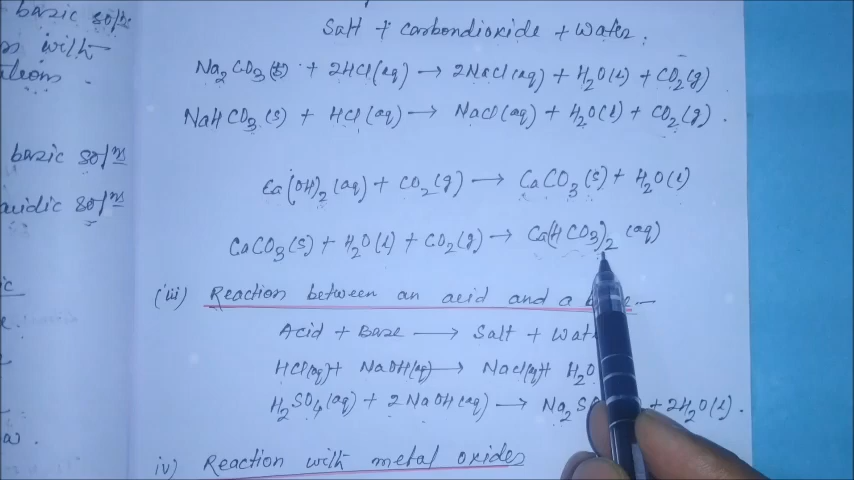 basic soln:
Salt + carbondioxide + water.
rs with
Na2CO3(s) + 2HCl(aq) → 2NaCl(aq) + H2O(l) + CO2(g)
NaHCO3(s) + HCl(aq) → NaCl(aq) + H2O(l) + CO2(g).
basic solns
Ca(OH)2(aq) + CO2(g) → CaCO3(s) + H2O(l)
acidic solns
CaCO3(s) + H2O(l) + CO2(g) → Ca(HCO3)2(aq)
ic
(iii) Reaction between an acid and a
Acid + Base → Salt + Wat
HCl(aq)+ NaOH(aq) → NaCl(aq)+ H2O
H2SO4(aq) + 2NaOH(aq) → Na2S + 2H2O(l).
iv) Reaction with metal oxides